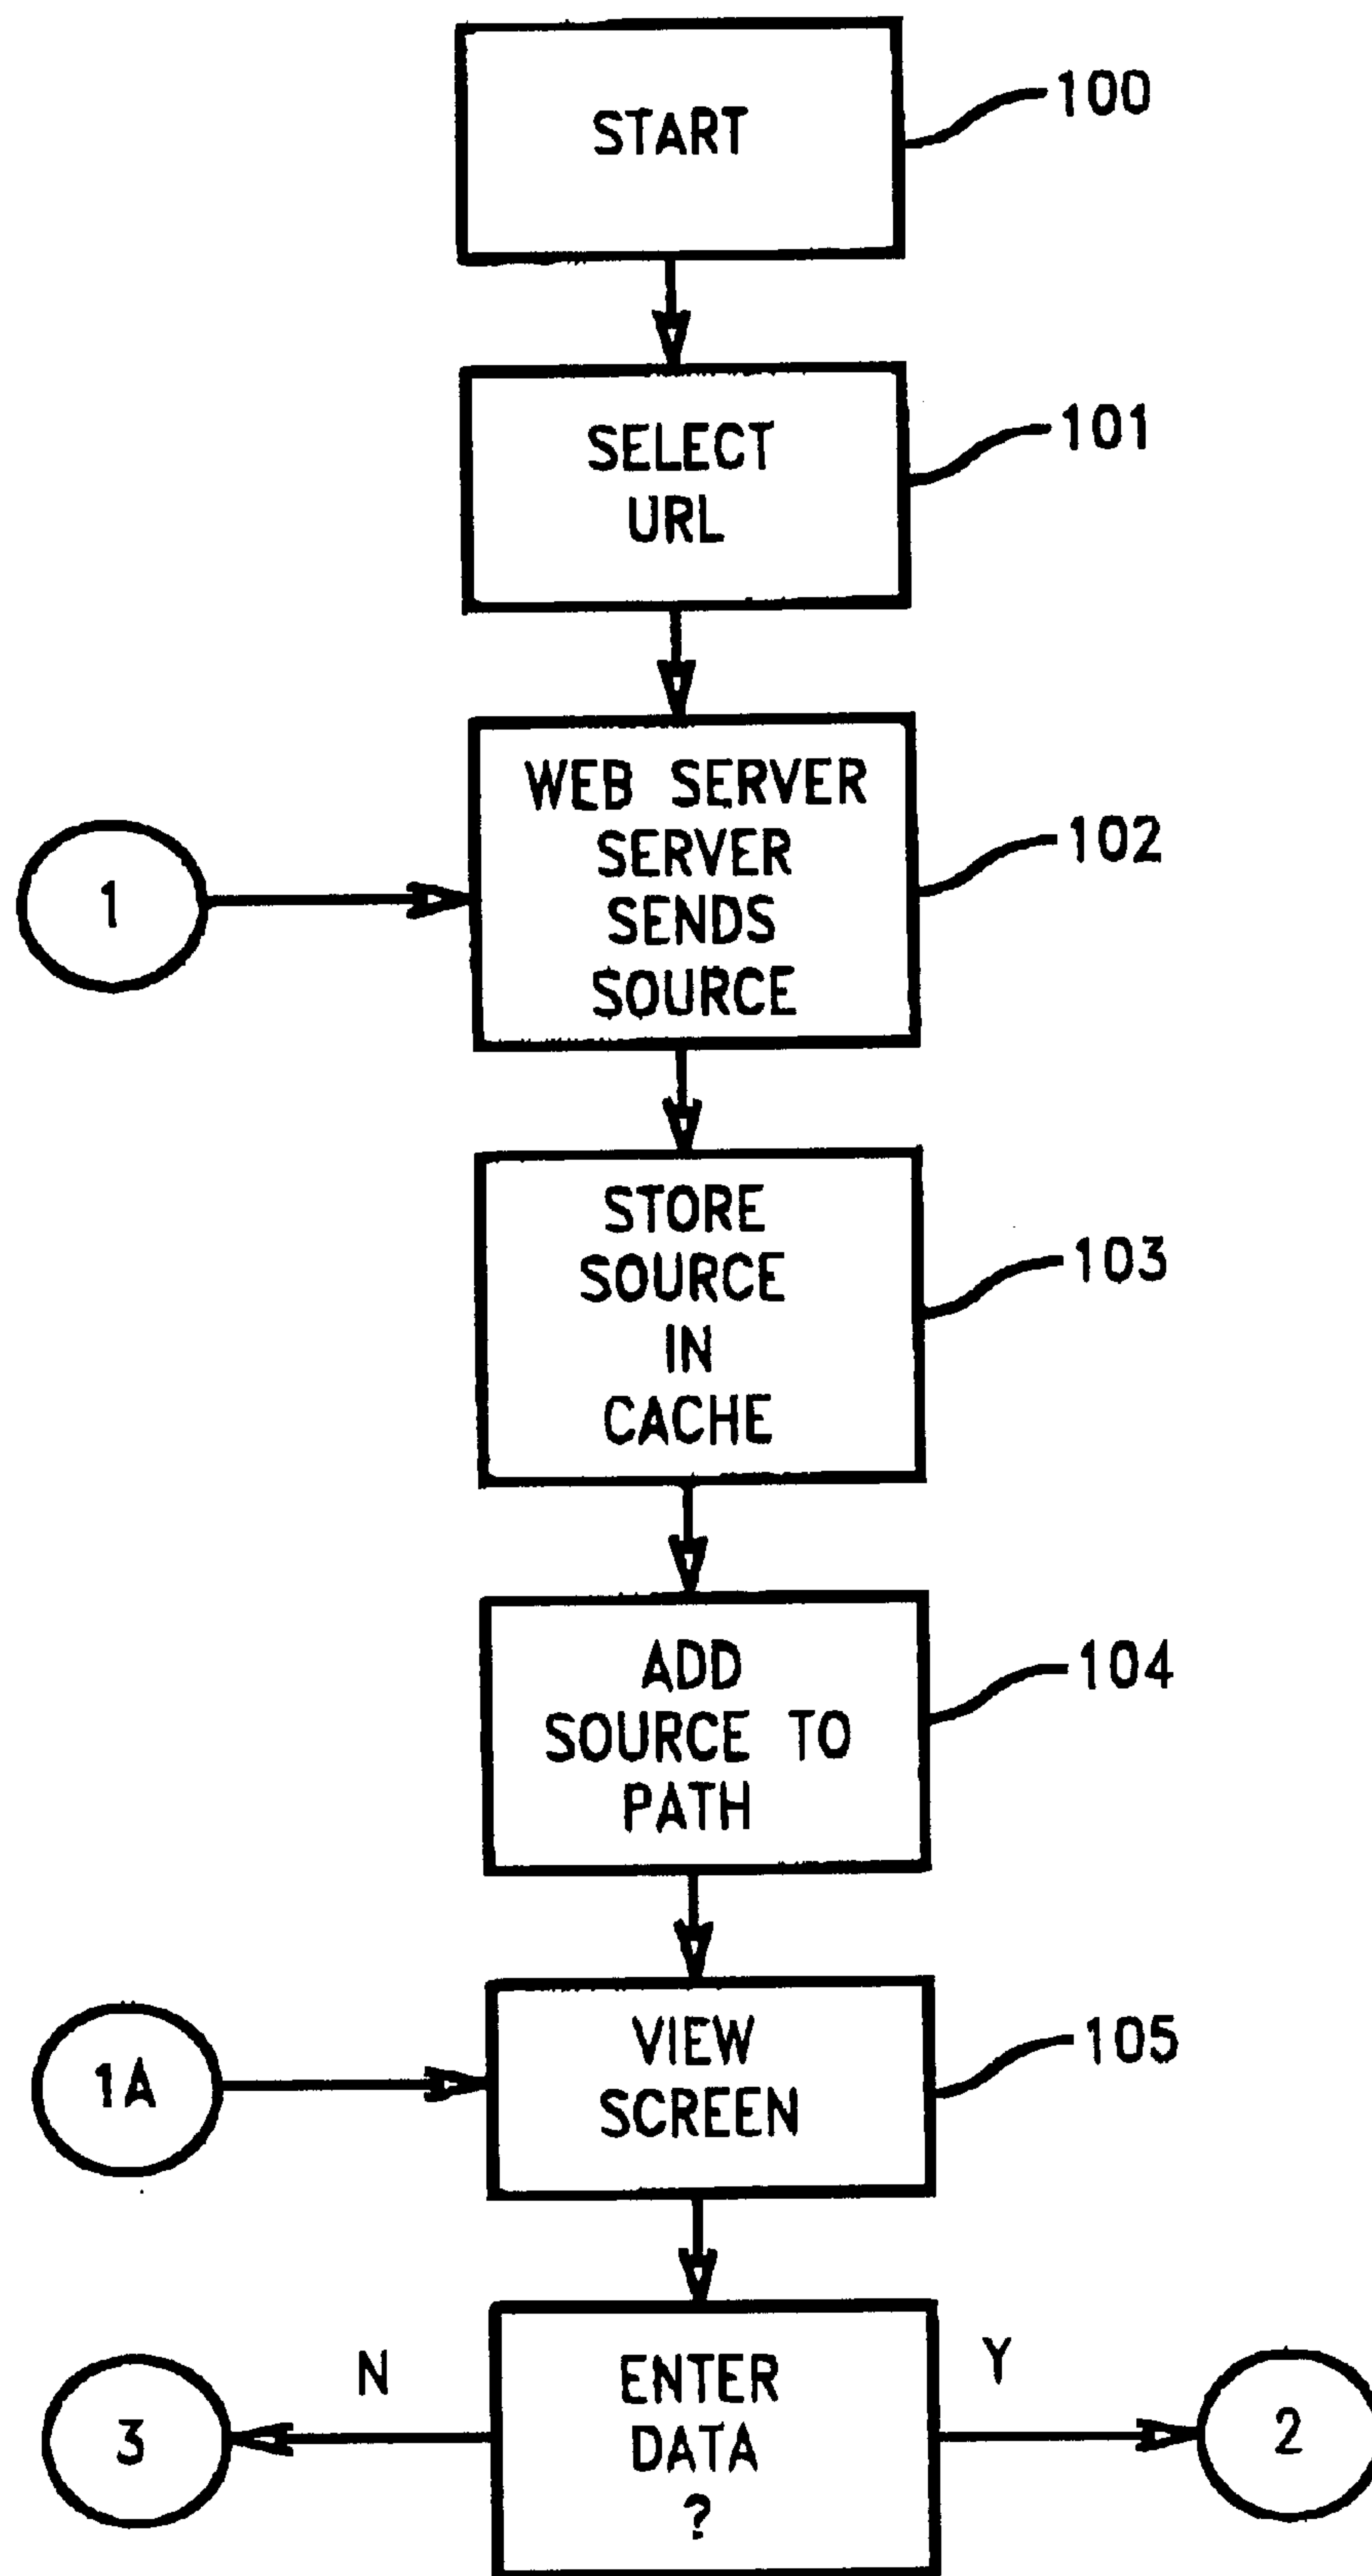 START
100
SELECT
URL
101
WEB SERVER
SERVER
SENDS
SOURCE
102
1
STORE
SOURCE
IN
CACHE
103
ADD
SOURCE TO
PATH
104
VIEW
SCREEN
105
1A
ENTER
DATA
?
N
Y
3
2